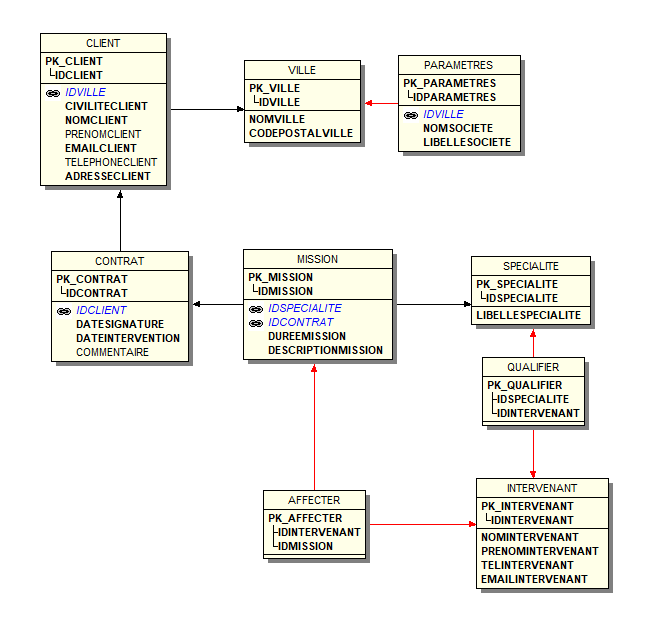 CLIENT
PK_CLIENT
IDCLIENT
IDVILLE
CIVILITECLIENT
NOMCLIENT
PRENOMCLIENT
EMAILCLIENT
TELEPHONECLIENT
ADRESSECLIENT
VILLE
PK_VILLE
IDVILLE
NOMVILLE
CODEPOSTALVILLE
PARAMETRES
PK_PARAMETRES
IDPARAMETRES
IDVILLE
NOMSOCIETE
LIBELLESOCIETE
CONTRAT
PK_CONTRAT
IDCONTRAT
IDCLIENT
DATESIGNATURE
DATEINTERVENTION
COMMENTAIRE
MISSION
PK_MISSION
IDMISSION
IDSPECIALITE
IDCONTRAT
DUREEMISSION
DESCRIPTIONMISSION
SPECIALITE
PK_SPECIALITE
IDSPECIALITE
LIBELLESPECIALITE
QUALIFIER
PK_QUALIFIER
IDSPECIALITE
IDINTERVENANT
AFFECTER
PK_AFFECTER
IDINTERVENANT
IDMISSION
INTERVENANT
PK_INTERVENANT
IDINTERVENANT
NOMINTERVENANT
PRENOMINTERVENANT
TELINTERVENANT
EMAILINTERVENANT